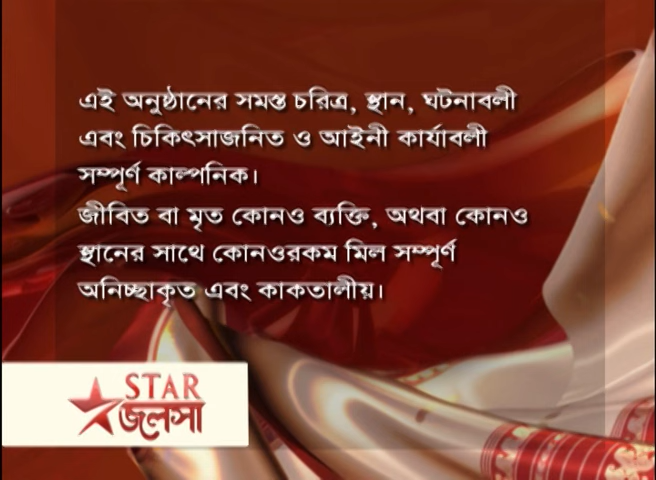 এই অনুষ্ঠানের সমস্ত চরিত্র, স্থান, ঘটনাবলী
এবং চিকিৎসাজনিত ও আইনী কার্যাবলী
সম্পূর্ণ কাল্পনিক।
জীবিত বা মৃত কোনও ব্যক্তি, অথবা কোনও
স্থানের সাথে কোনওরকম মিল সম্পূর্ণ
অনিচ্ছাকৃত এবং কাকতালীয়।
STAR
জলসা